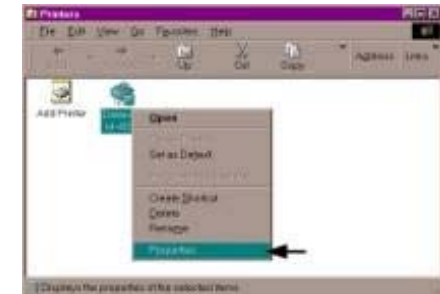 Printers
File Edit View Go Favorites Help
Up Cut Copy Address Links
Add Printer
Open
Set as Default
Create Shortcut
Delete
Rename
Properties
Displays the properties of the selected items.